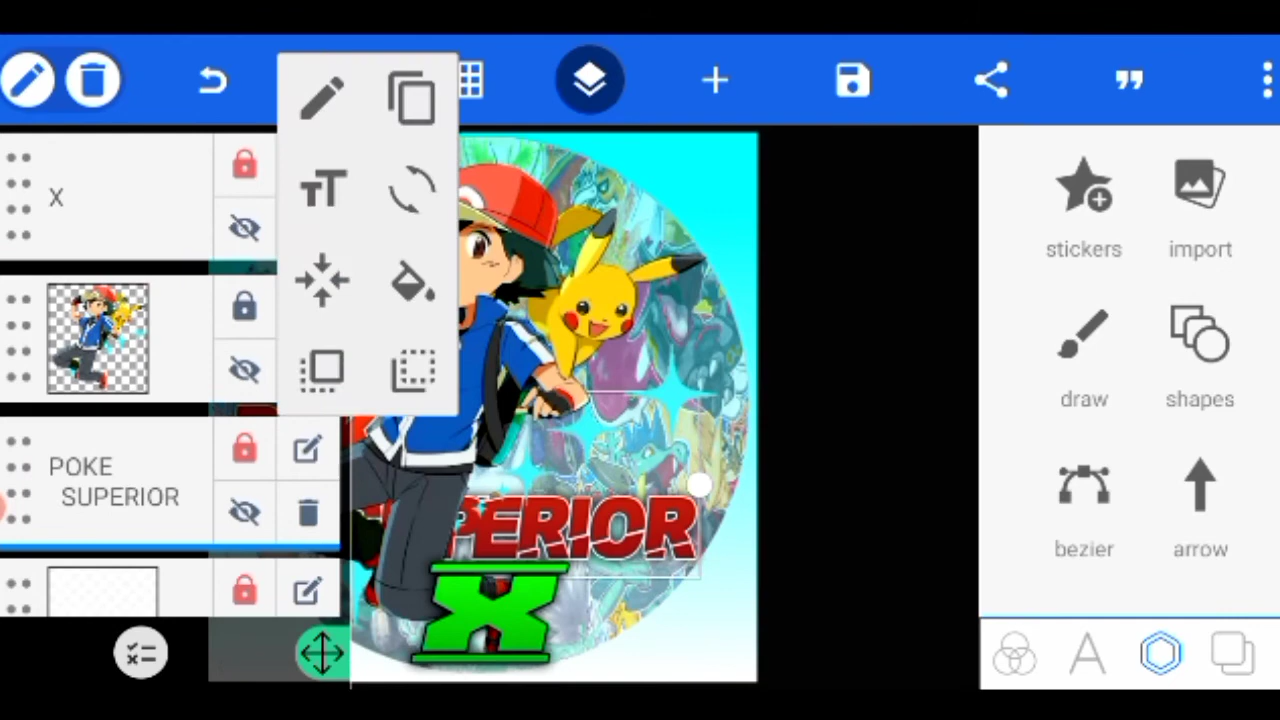 X
POKE
SUPERIOR
PERIOR
X
stickers import
draw shapes
bezier arrow
A